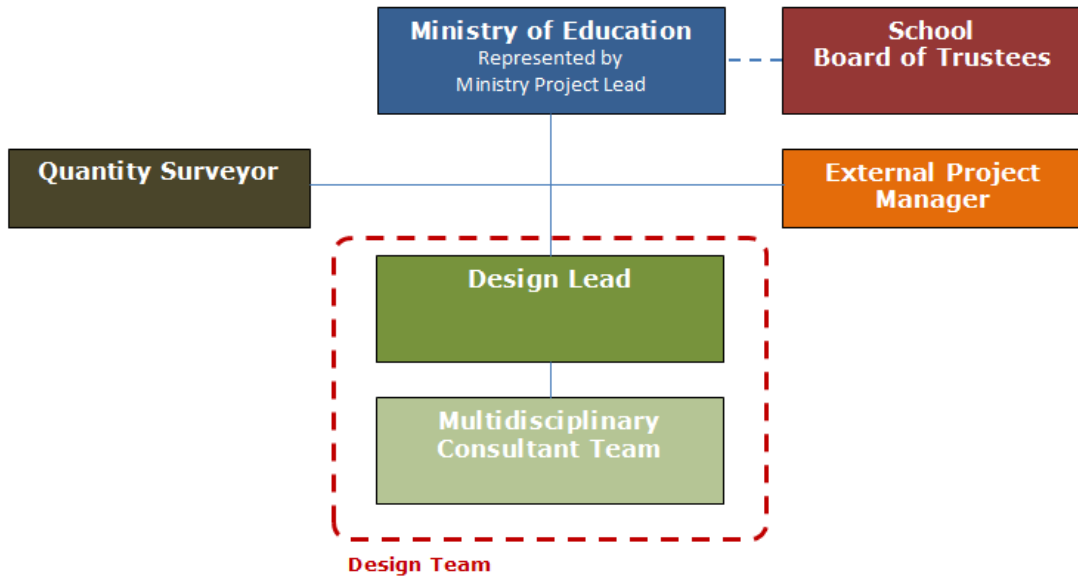 Ministry of Education
Represented by
Ministry Project Lead
School
Board of Trustees
Quantity Surveyor
External Project
Manager
Design Lead
Multidisciplinary
Consultant Team
Design Team